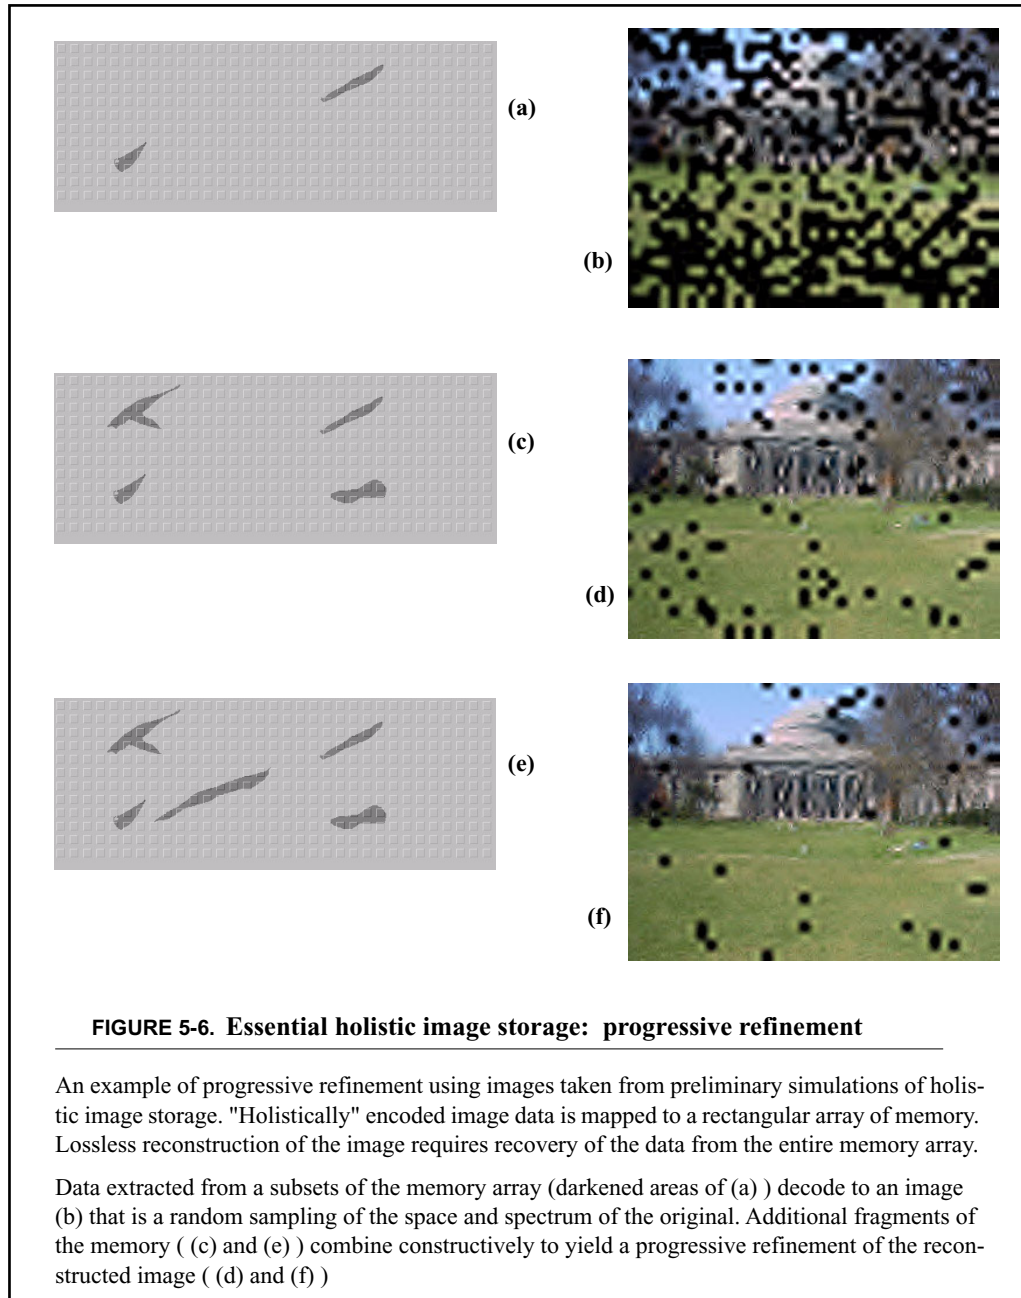 (a)
(b)
(c)
(d)
(e)
(f)
FIGURE 5-6. Essential holistic image storage: progressive refinement
An example of progressive refinement using images taken from preliminary simulations of holis-
tic image storage. "Holistically" encoded image data is mapped to a rectangular array of memory.
Lossless reconstruction of the image requires recovery of the data from the entire memory array.
Data extracted from a subsets of the memory array (darkened areas of (a) ) decode to an image
(b) that is a random sampling of the space and spectrum of the original. Additional fragments of
the memory ( (c) and (e) ) combine constructively to yield a progressive refinement of the recon-
structed image ( (d) and (f) )